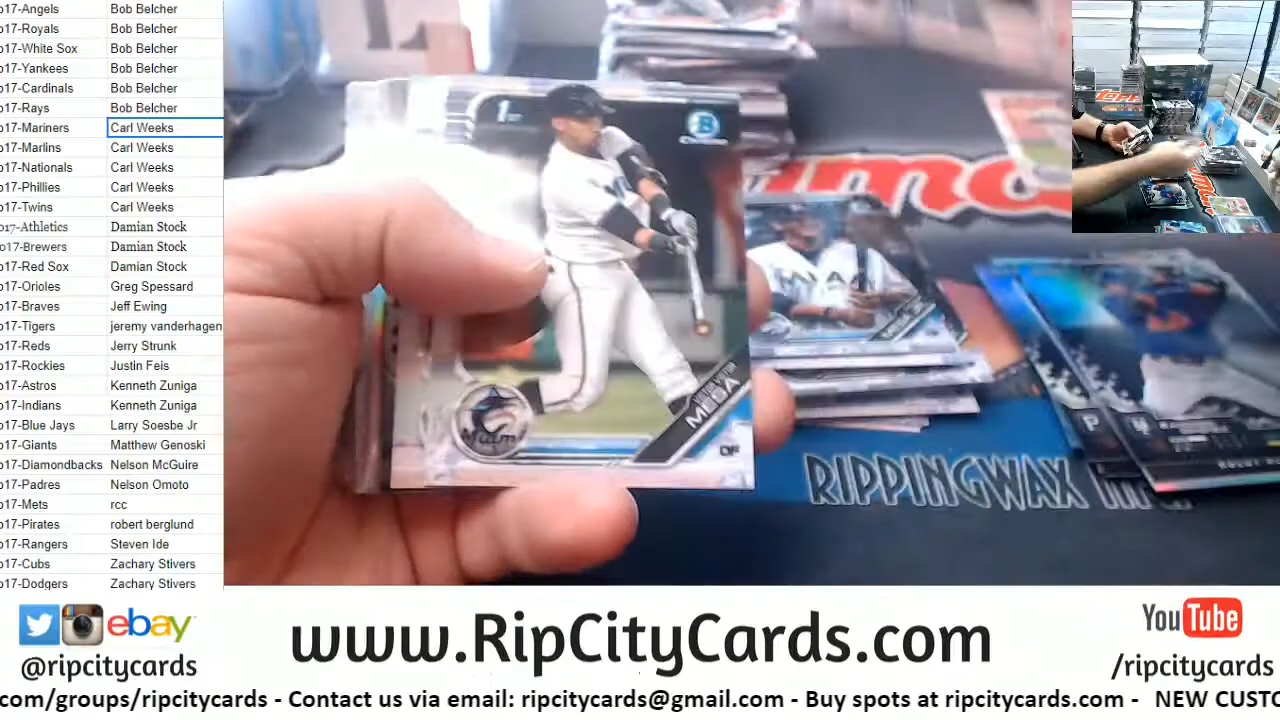 o17-Angels Bob Belcher
o17-Royals Bob Belcher
o17-White Sox Bob Belcher
o17-Yankees Bob Belcher
o17-Cardinals Bob Belcher
o17-Rays Bob Belcher
o17-Mariners Carl Weeks
o17-Marlins Carl Weeks
o17-Nationals Carl Weeks
o17-Phillies Carl Weeks
o17-Twins Carl Weeks
o17-Athletics Damian Stock
o17-Brewers Damian Stock
o17-Red Sox Damian Stock
o17-Orioles Greg Spessard
o17-Braves Jeff Ewing
o17-Tigers jeremy vanderhagen
o17-Reds Jerry Strunk
o17-Rockies Justin Feis
o17-Astros Kenneth Zuniga
o17-Indians Kenneth Zuniga
o17-Blue Jays Larry Soesbe Jr
o17-Giants Matthew Genoski
o17-Diamondbacks Nelson McGuire
o17-Padres Nelson Omoto
o17-Mets rcc
o17-Pirates robert berglund
o17-Rangers Steven Ide
o17-Cubs Zachary Stivers
o17-Dodgers Zachary Stivers
1st
B
MESA
OF
Miami
RIPPINGWAX
ebay
@ripcitycards
www.RipCityCards.com
YouTube
/ripcitycards
com/groups/ripcitycards - Contact us via email: ripcitycards@gmail.com - Buy spots at ripcitycards.com - NEW CUSTO